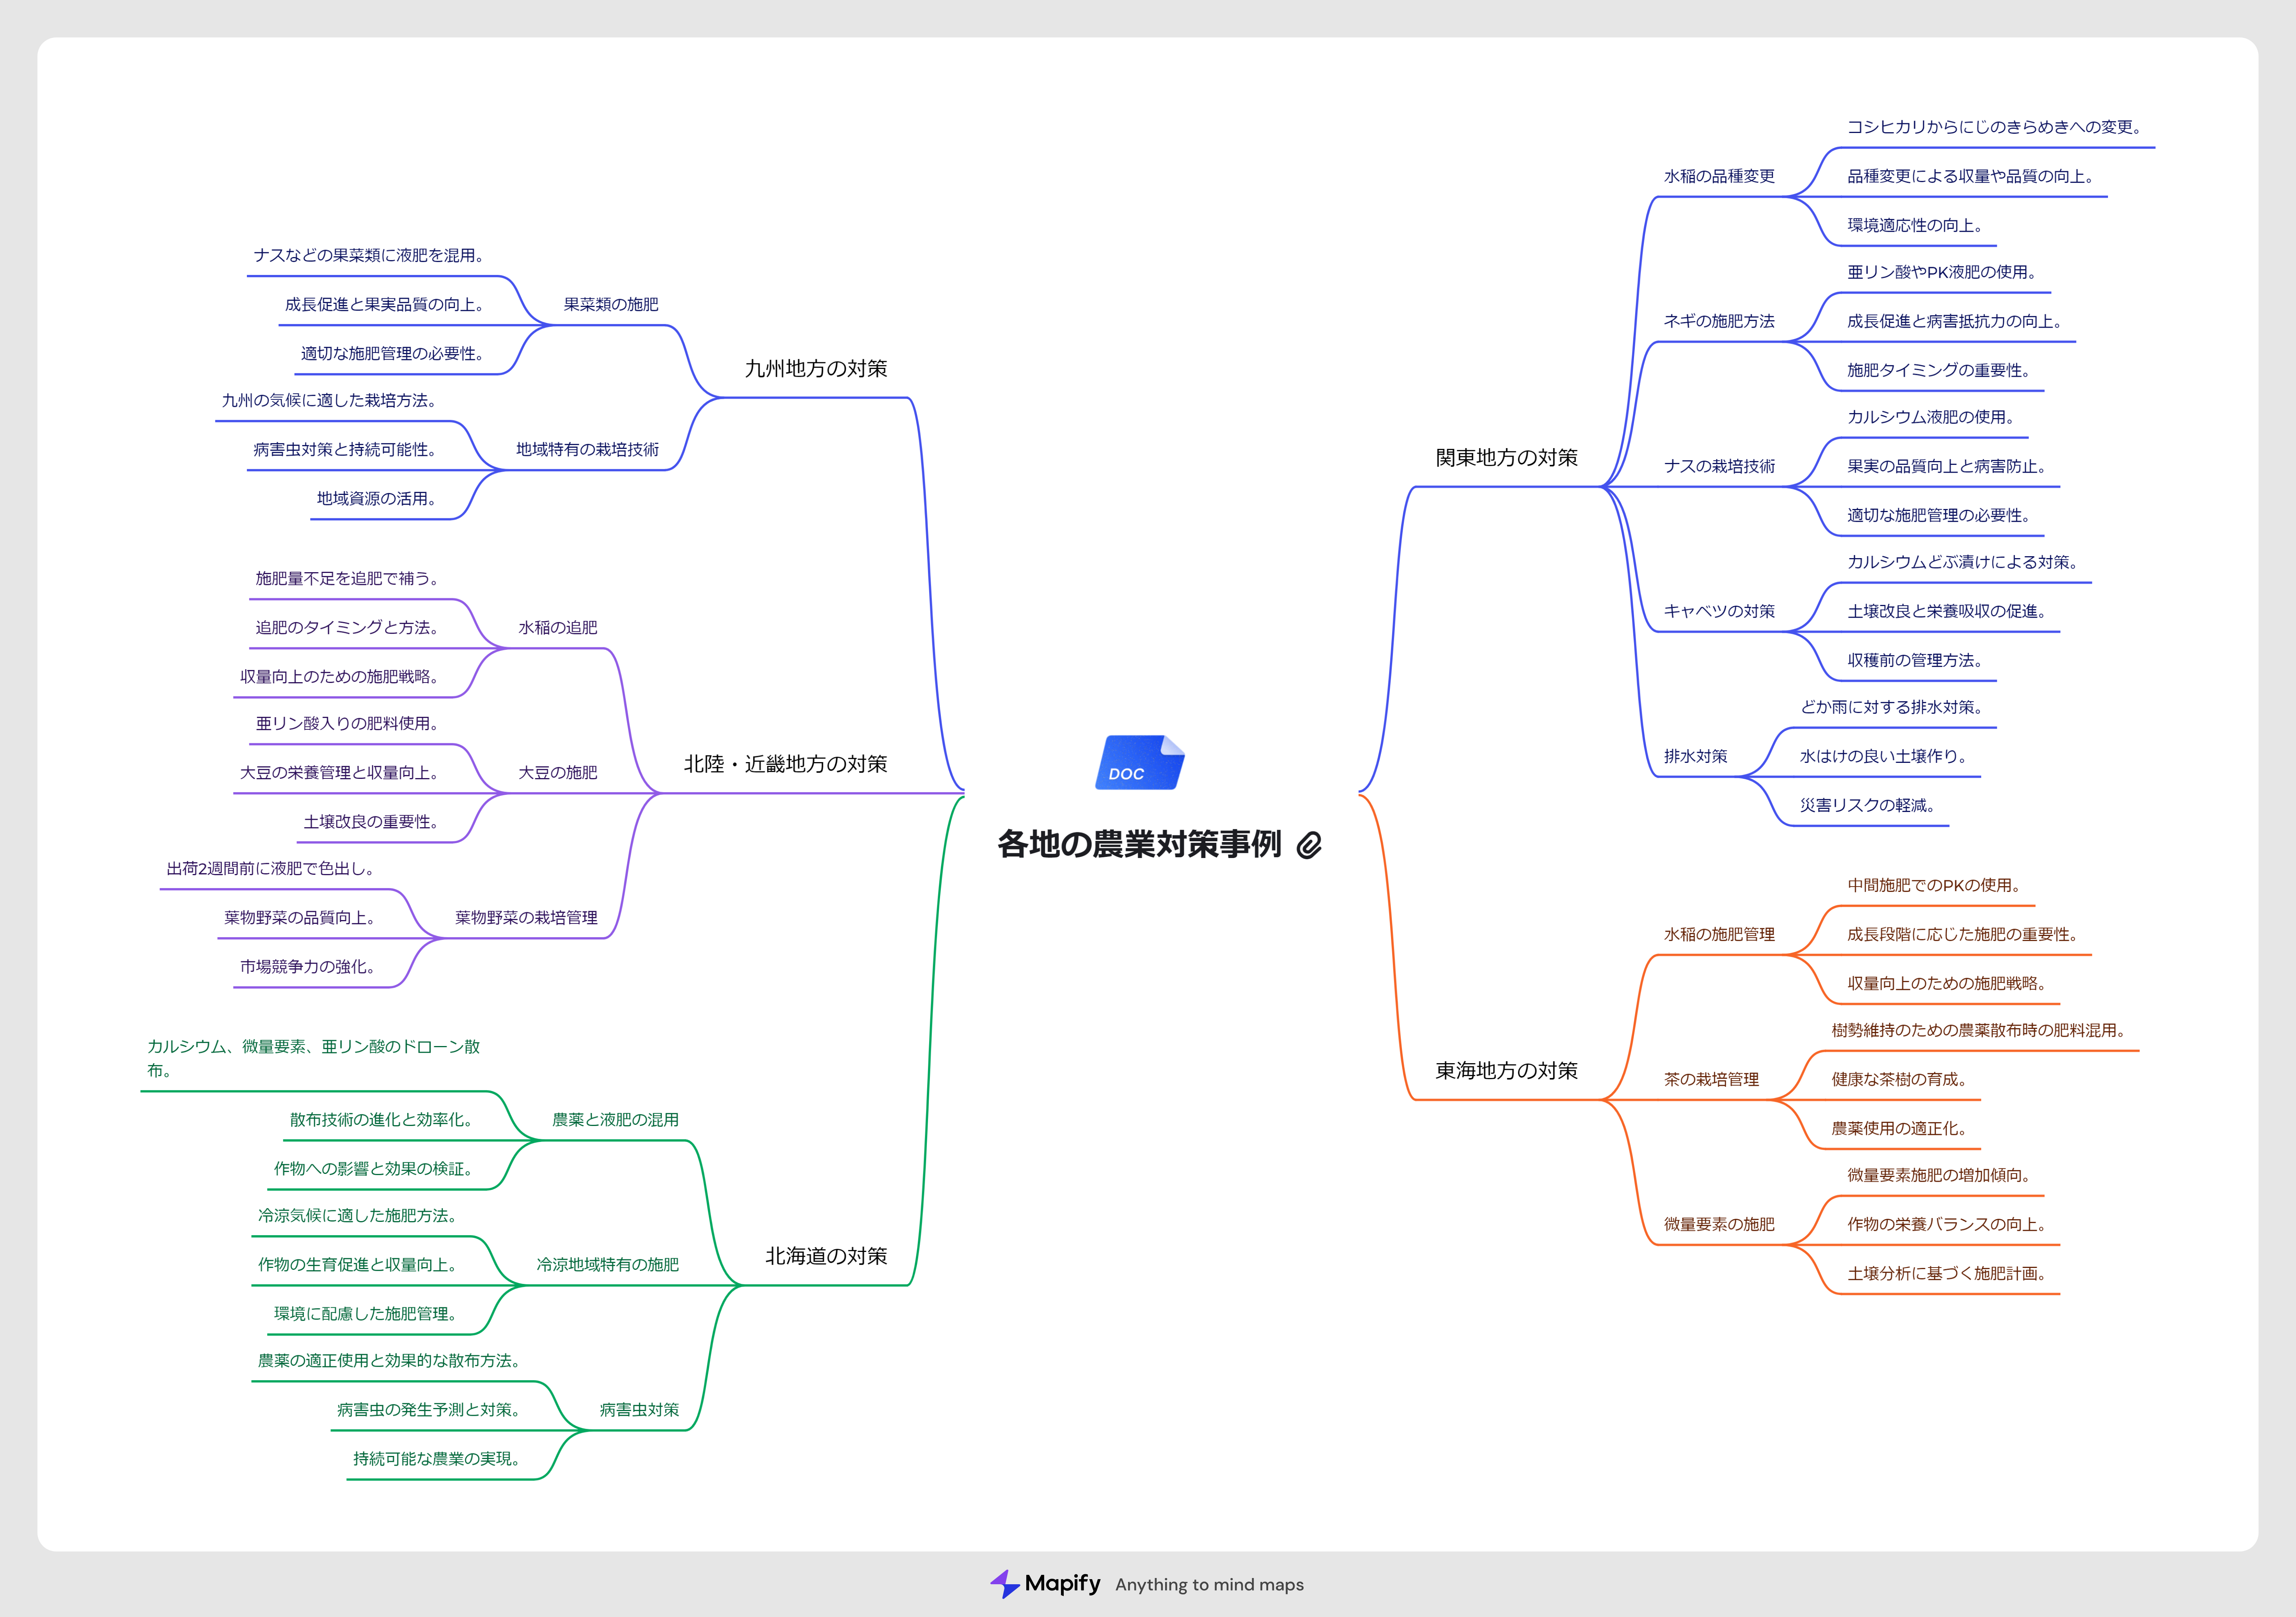 各地の農業対策事例
DOC
関東地方の対策
水稲の品種変更
コシヒカリからにじのきらめきへの変更。
品種変更による収量や品質の向上。
環境適応性の向上。
ネギの施肥方法
亜リン酸やPK液肥の使用。
成長促進と病害抵抗力の向上。
施肥タイミングの重要性。
ナスの栽培技術
カルシウム液肥の使用。
果実の品質向上と病害防止。
適切な施肥管理の必要性。
キャベツの対策
カルシウムどぶ漬けによる対策。
土壌改良と栄養吸収の促進。
収穫前の管理方法。
排水対策
どか雨に対する排水対策。
水はけの良い土壌作り。
災害リスクの軽減。
東海地方の対策
水稲の施肥管理
中間施肥でのPKの使用。
成長段階に応じた施肥の重要性。
収量向上のための施肥戦略。
茶の栽培管理
樹勢維持のための農薬散布時の肥料混用。
健康な茶樹の育成。
農薬使用の適正化。
微量要素の施肥
微量要素施肥の増加傾向。
作物の栄養バランスの向上。
土壌分析に基づく施肥計画。
九州地方の対策
果菜類の施肥
ナスなどの果菜類に液肥を混用。
成長促進と果実品質の向上。
適切な施肥管理の必要性。
地域特有の栽培技術
九州の気候に適した栽培方法。
病害虫対策と持続可能性。
地域資源の活用。
北陸・近畿地方の対策
水稲の追肥
施肥量不足を追肥で補う。
追肥のタイミングと方法。
収量向上のための施肥戦略。
大豆の施肥
亜リン酸入りの肥料使用。
大豆の栄養管理と収量向上。
土壌改良の重要性。
葉物野菜の栽培管理
出荷2週間前に液肥で色出し。
葉物野菜の品質向上。
市場競争力の強化。
北海道の対策
農薬と液肥の混用
カルシウム、微量要素、亜リン酸のドローン散
布。
散布技術の進化と効率化。
作物への影響と効果の検証。
冷涼地域特有の施肥
冷涼気候に適した施肥方法。
作物の生育促進と収量向上。
環境に配慮した施肥管理。
病害虫対策
農薬の適正使用と効果的な散布方法。
病害虫の発生予測と対策。
持続可能な農業の実現。
Mapify Anything to mind maps